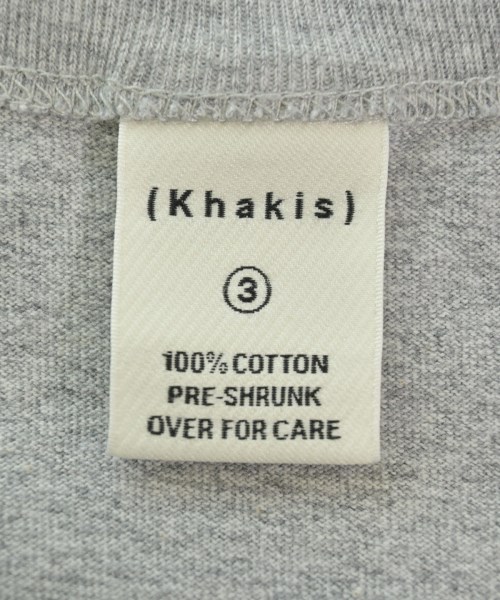 (Khakis)
③
100% COTTON
PRE-SHRUNK
OVER FOR CARE